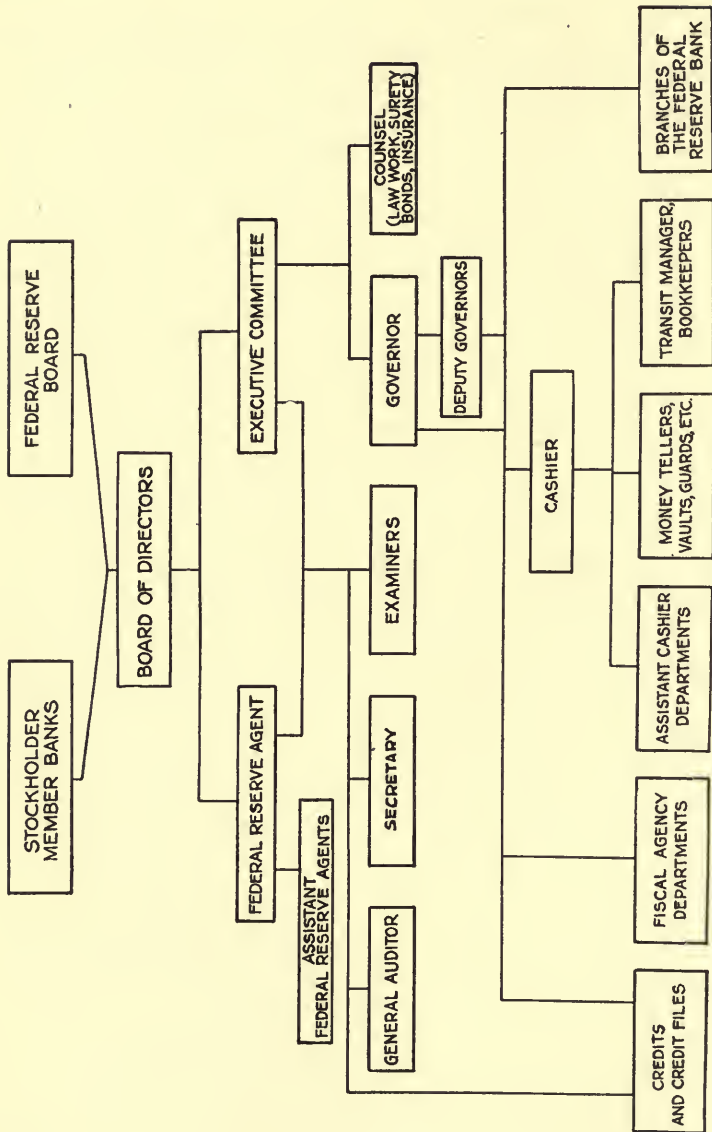 STOCKHOLDER
MEMBER BANKS
FEDERAL RESERVE
BOARD
BOARD OF DIRECTORS
FEDERAL RESERVE AGENT
EXECUTIVE COMMITTEE
ASSISTANT
FEDERAL RESERVE AGENTS
COUNSEL
(LAW WORK, SURETY
BONDS, INSURANCE)
GENERAL AUDITOR
SECRETARY
EXAMINERS
GOVERNOR
DEPUTY GOVERNORS
CASHIER
CREDITS
AND CREDIT FILES
FISCAL AGENCY
DEPARTMENTS
ASSISTANT CASHIER
DEPARTMENTS
MONEY TELLERS,
VAULTS, GUARDS, ETC.
TRANSIT MANAGER,
BOOKKEEPERS
BRANCHES OF
THE FEDERAL
RESERVE BANK